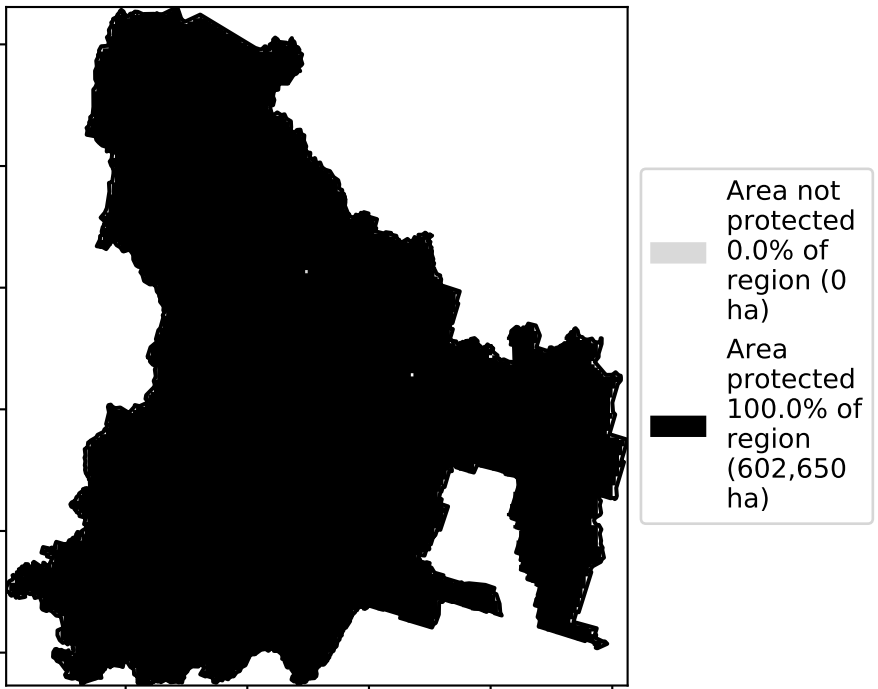 Area not
protected
0.0% of
region (0
ha)
Area
protected
100.0% of
region
(602,650
ha)